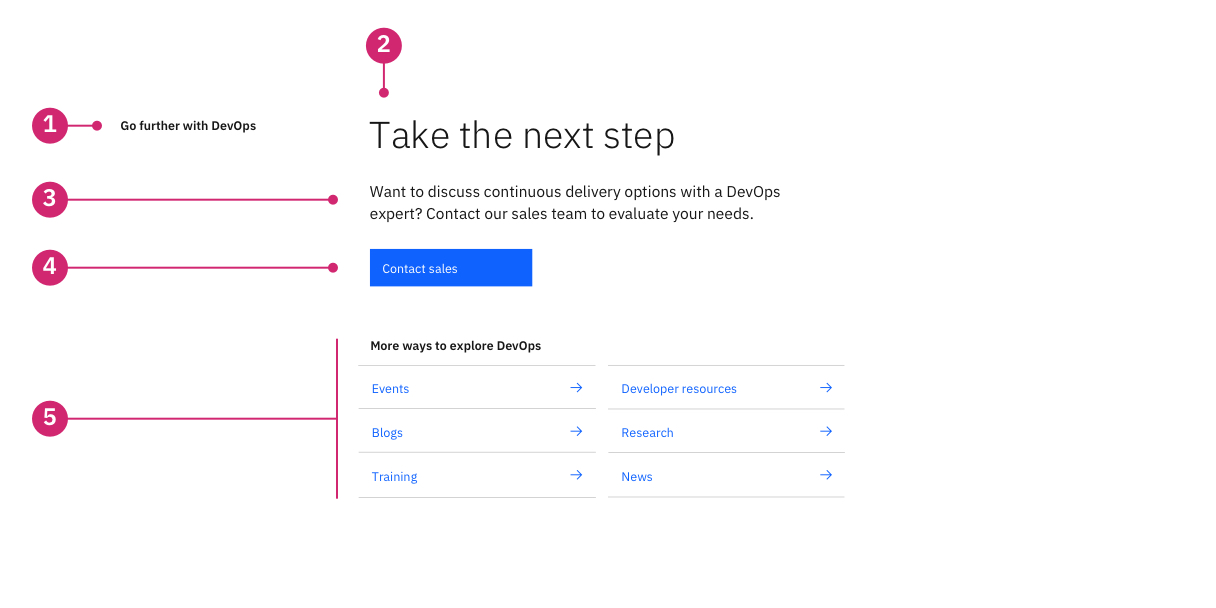 2
1
Go further with DevOps
Take the next step
3
Want to discuss continuous delivery options with a DevOps
expert? Contact our sales team to evaluate your needs.
4
Contact sales
More ways to explore DevOps
Events
Developer resources
5
Blogs
Research
Training
News